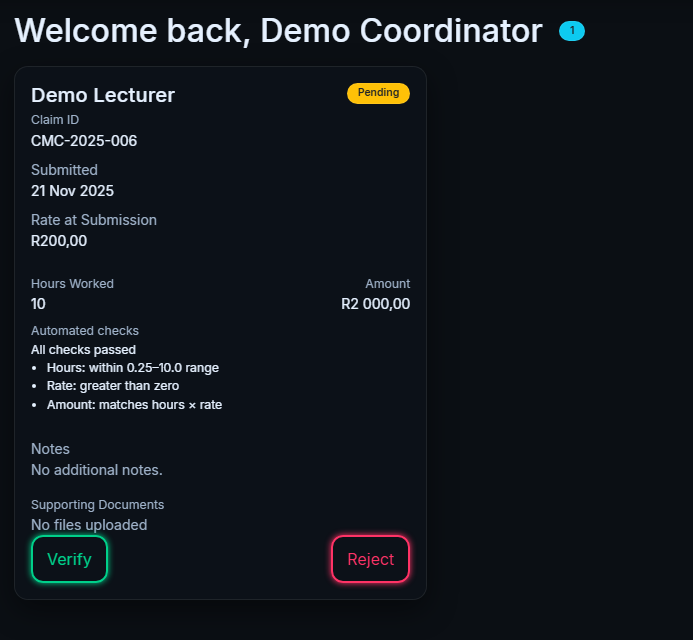 Welcome back, Demo Coordinator 1
Demo Lecturer Pending
Claim ID
CMC-2025-006
Submitted
21 Nov 2025
Rate at Submission
R200,00
Hours Worked Amount
10 R2 000,00
Automated checks
All checks passed
• Hours: within 0.25–10.0 range
• Rate: greater than zero
• Amount: matches hours × rate
Notes
No additional notes.
Supporting Documents
No files uploaded
Verify Reject